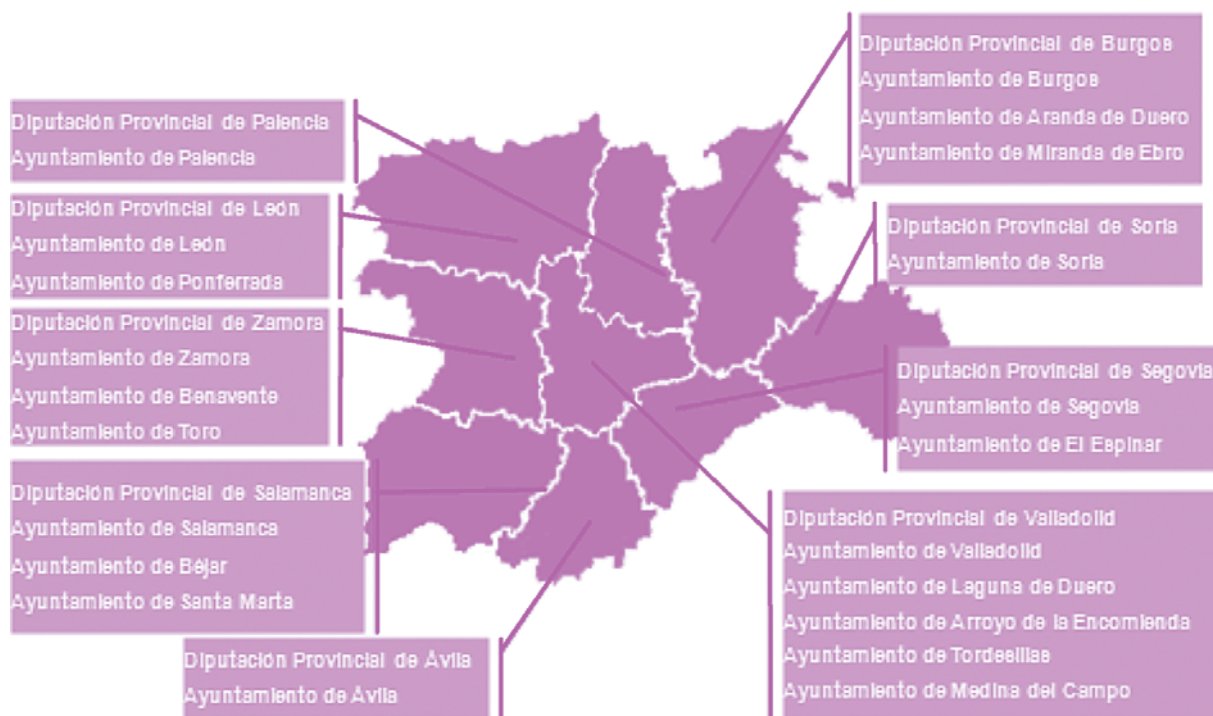 Diputación Provincial de Palencia
Ayuntamiento de Palencia
Diputación Provincial de León
Ayuntamiento de León
Ayuntamiento de Ponferrada
Diputación Provincial de Zamora
Ayuntamiento de Zamora
Ayuntamiento de Benavente
Ayuntamiento de Toro
Diputación Provincial de Salamanca
Ayuntamiento de Salamanca
Ayuntamiento de Béjar
Ayuntamiento de Santa Marta
Diputación Provincial de Ávila
Ayuntamiento de Ávila
Diputación Provincial de Burgos
Ayuntamiento de Burgos
Ayuntamiento de Aranda de Duero
Ayuntamiento de Miranda de Ebro
Diputación Provincial de Soria
Ayuntamiento de Soria
Diputación Provincial de Segovia
Ayuntamiento de Segovia
Ayuntamiento de El Espinar
Diputación Provincial de Valladolid
Ayuntamiento de Valladolid
Ayuntamiento de Laguna de Duero
Ayuntamiento de Arroyo de la Encomienda
Ayuntamiento de Tordesillas
Ayuntamiento de Medina del Campo